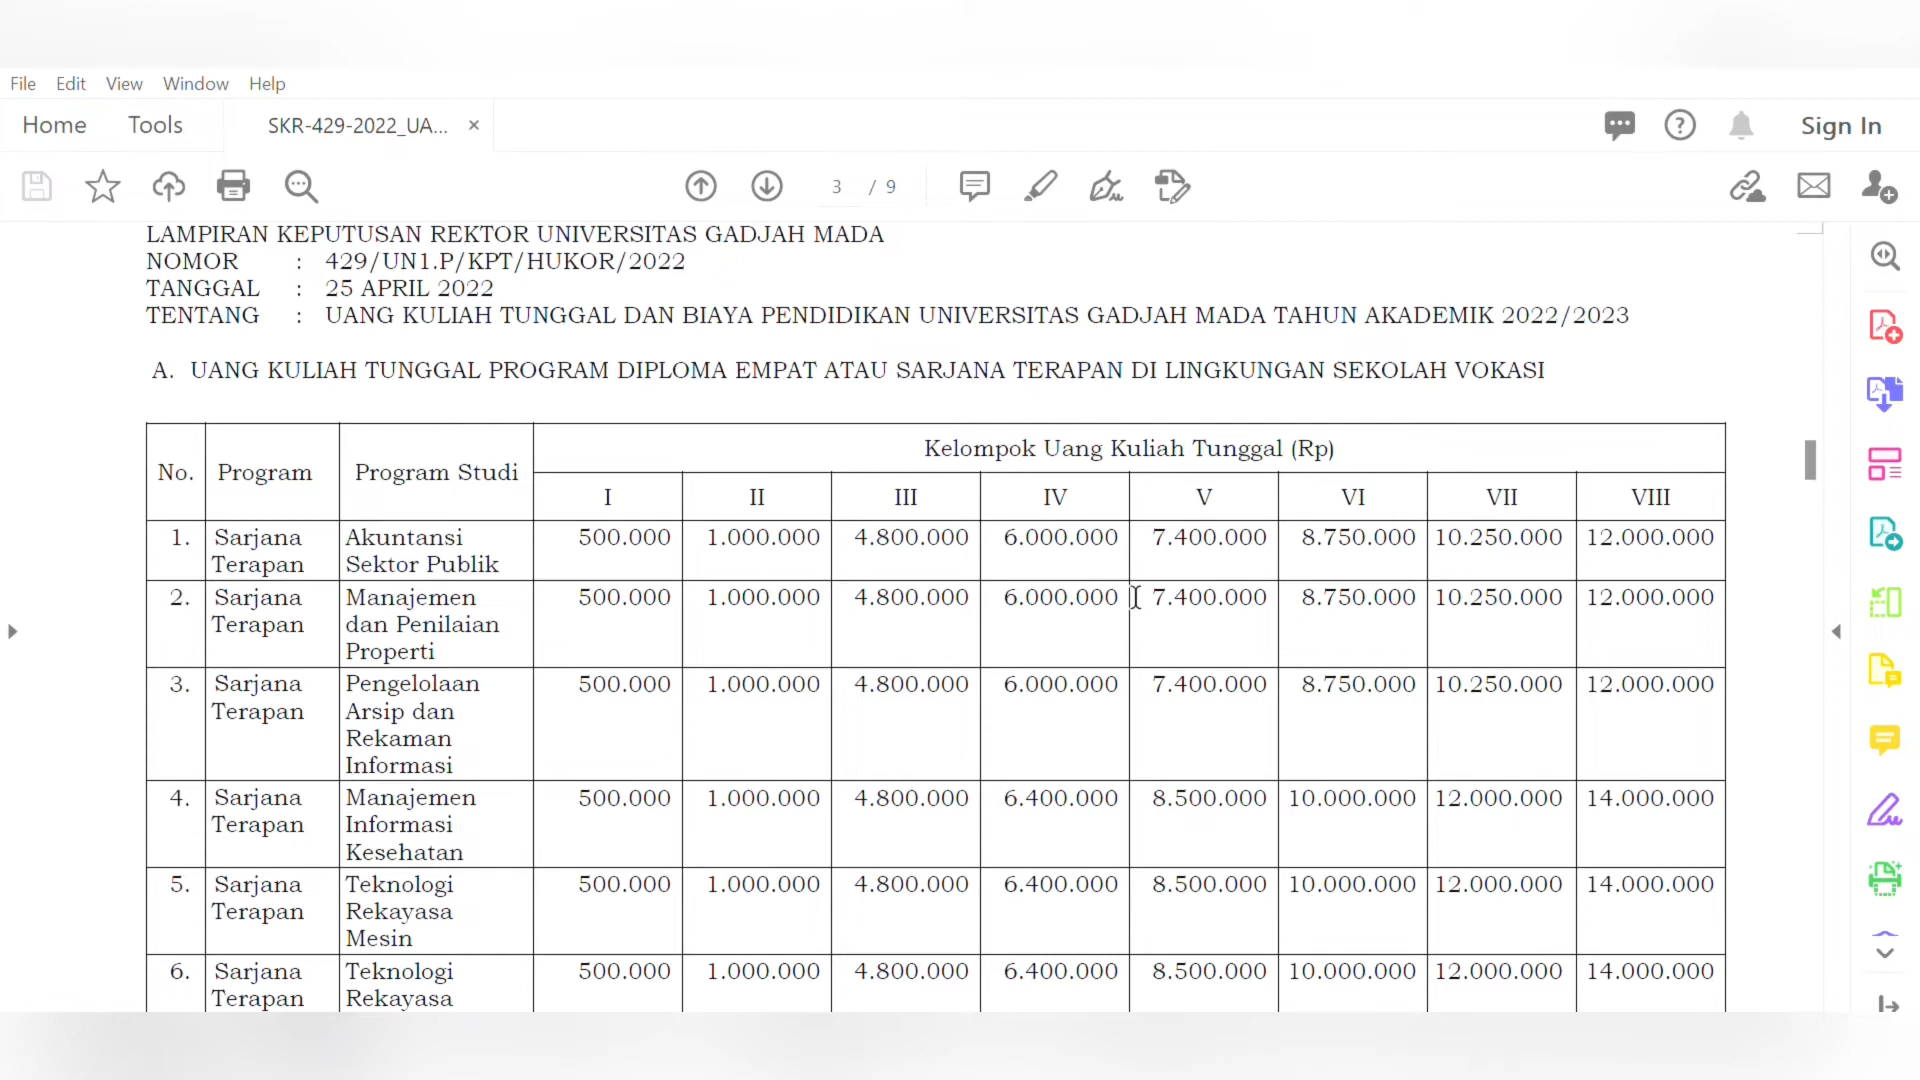 File Edit View Window Help
Home Tools SKR-429-2022_UA... × Sign In
3 / 9
LAMPIRAN KEPUTUSAN REKTOR UNIVERSITAS GADJAH MADA
NOMOR : 429/UN1.P/KPT/HUKOR/2022
TANGGAL : 25 APRIL 2022
TENTANG : UANG KULIAH TUNGGAL DAN BIAYA PENDIDIKAN UNIVERSITAS GADJAH MADA TAHUN AKADEMIK 2022/2023
A. UANG KULIAH TUNGGAL PROGRAM DIPLOMA EMPAT ATAU SARJANA TERAPAN DI LINGKUNGAN SEKOLAH VOKASI
No. Program Program Studi Kelompok Uang Kuliah Tunggal (Rp)
I II III IV V VI VII VIII
1. Sarjana Akuntansi 500.000 1.000.000 4.800.000 6.000.000 7.400.000 8.750.000 10.250.000 12.000.000
Terapan Sektor Publik
2. Sarjana Manajemen 500.000 1.000.000 4.800.000 6.000.000 7.400.000 8.750.000 10.250.000 12.000.000
Terapan dan Penilaian
Properti
3. Sarjana Pengelolaan 500.000 1.000.000 4.800.000 6.000.000 7.400.000 8.750.000 10.250.000 12.000.000
Terapan Arsip dan
Rekaman
Informasi
4. Sarjana Manajemen 500.000 1.000.000 4.800.000 6.400.000 8.500.000 10.000.000 12.000.000 14.000.000
Terapan Informasi
Kesehatan
5. Sarjana Teknologi 500.000 1.000.000 4.800.000 6.400.000 8.500.000 10.000.000 12.000.000 14.000.000
Terapan Rekayasa
Mesin
6. Sarjana Teknologi 500.000 1.000.000 4.800.000 6.400.000 8.500.000 10.000.000 12.000.000 14.000.000
Terapan Rekayasa